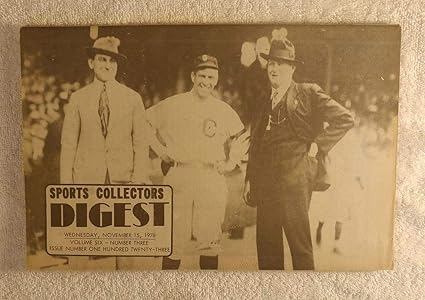 SPORTS COLLECTORS
DIGEST
WEDNESDAY, NOVEMBER 15, 1978
VOLUME SIX - NUMBER THREE
ISSUE NUMBER ONE HUNDRED TWENTY-THREE
C